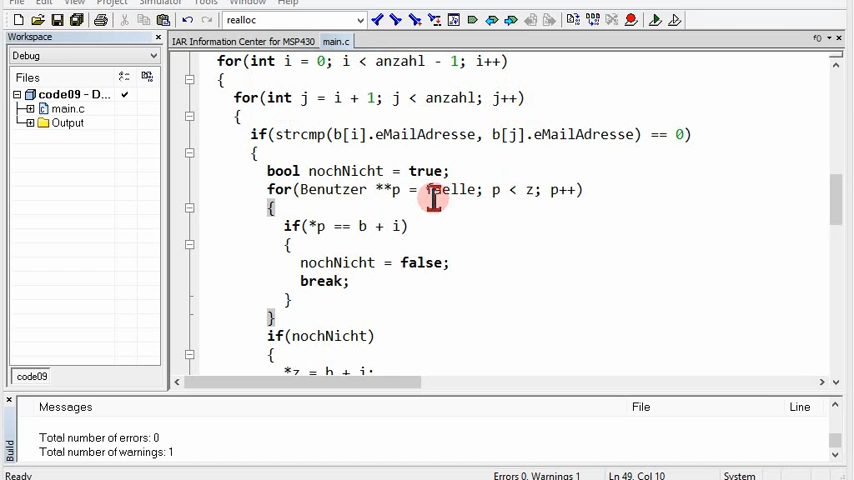 File Edit View Project Simulator Tools Window Help
realloc
Workspace
IAR Information Center for MSP430 main.c
f()
Debug
Files
code09 - D...
main.c
Output
code09
for(int i = 0; i < anzahl - 1; i++)
{
for(int j = i + 1; j < anzahl; j++)
{
if(strcmp(b[i].eMailAdresse, b[j].eMailAdresse) == 0)
{
bool nochNicht = true;
for(Benutzer **p = faelle; p < z; p++)
{
if(*p == b + i)
{
nochNicht = false;
break;
}
}
if(nochNicht)
{
*z = b + i;
Messages File Line
Total number of errors: 0
Total number of warnings: 1
Build
Ready Errors 0, Warnings 1 Ln 49, Col 10 System